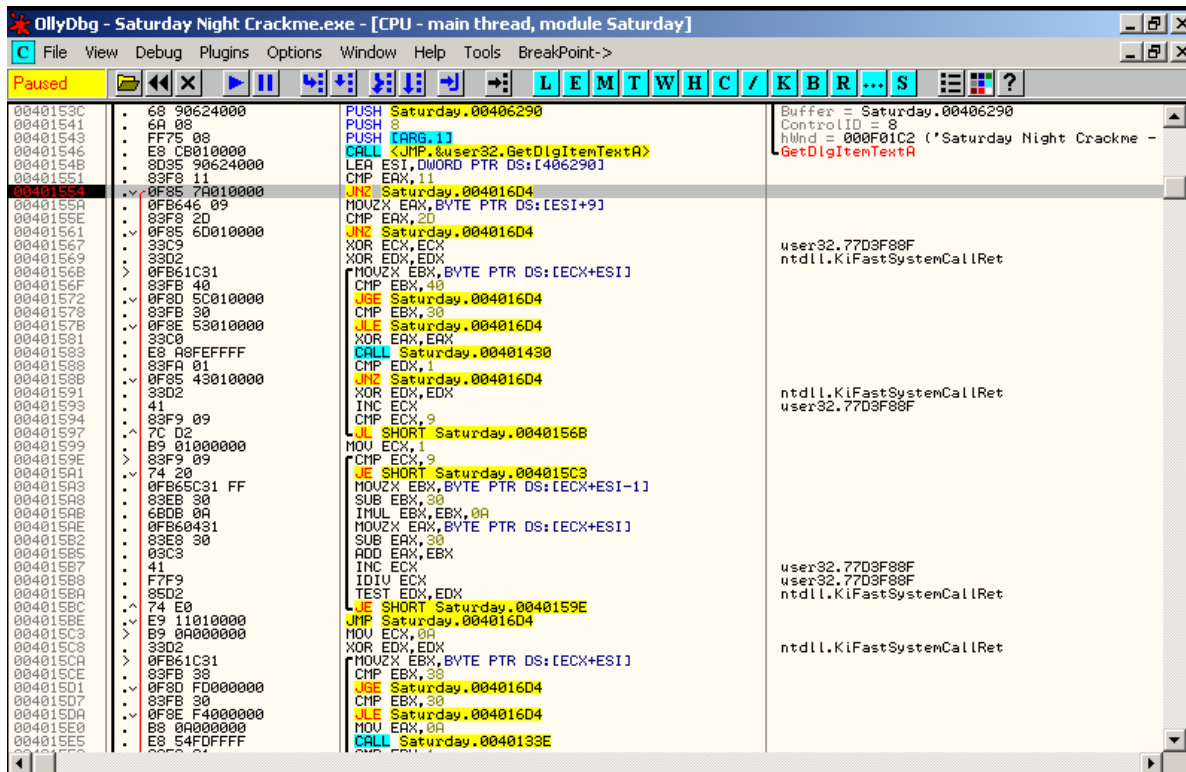 OllyDbg - Saturday Night Crackme.exe - [CPU - main thread, module Saturday]
C File View Debug Plugins Options Window Help Tools BreakPoint->
Paused L E M T W H C / K B R ... S ?
0040153C . 68 90624000 PUSH Saturday.00406290 Buffer = Saturday.00406290
00401541 . 6A 08 PUSH 8 ControlID = 8
00401543 . FF75 08 PUSH [ARG.1] hWnd = 000F01C2 ('Saturday Night Crackme -
00401546 . E8 CB010000 CALL <JMP.&user32.GetDlgItemTextA> GetDlgItemTextA
0040154B . 8D35 90624000 LEA ESI,DWORD PTR DS:[406290]
00401551 . 83F8 11 CMP EAX,11
00401554 . 0F85 7A010000 JNZ Saturday.004016D4
0040155A . 0FB646 09 MOVZX EAX,BYTE PTR DS:[ESI+9]
0040155E . 83F8 2D CMP EAX,2D
00401561 . 0F85 6D010000 JNZ Saturday.004016D4
00401567 . 33C9 XOR ECX,ECX user32.77D3F88F
00401569 . 33D2 XOR EDX,EDX ntdll.KiFastSystemCallRet
0040156B > 0FB61C31 MOVZX EBX,BYTE PTR DS:[ECX+ESI]
0040156F . 83FB 40 CMP EBX,40
00401572 . 0F8D 5C010000 JGE Saturday.004016D4
00401578 . 83FB 30 CMP EBX,30
0040157B . 0F8E 53010000 JLE Saturday.004016D4
00401581 . 33C0 XOR EAX,EAX
00401583 . E8 A8FEFFFF CALL Saturday.00401430
00401588 . 83FA 01 CMP EDX,1
0040158B . 0F85 43010000 JNZ Saturday.004016D4
00401591 . 33D2 XOR EDX,EDX ntdll.KiFastSystemCallRet
00401593 . 41 INC ECX user32.77D3F88F
00401594 . 83F9 09 CMP ECX,9
00401597 .^ 7C D2 JL SHORT Saturday.0040156B
00401599 . B9 01000000 MOV ECX,1
0040159E > 83F9 09 CMP ECX,9
004015A1 . 74 20 JE SHORT Saturday.004015C3
004015A3 . 0FB65C31 FF MOVZX EBX,BYTE PTR DS:[ECX+ESI-1]
004015A8 . 83EB 30 SUB EBX,30
004015AB . 6BDB 0A IMUL EBX,EBX,0A
004015AE . 0FB60431 MOVZX EAX,BYTE PTR DS:[ECX+ESI]
004015B2 . 83E8 30 SUB EAX,30
004015B5 . 03C3 ADD EAX,EBX
004015B7 . 41 INC ECX user32.77D3F88F
004015B8 . F7F9 IDIV ECX user32.77D3F88F
004015BA . 85D2 TEST EDX,EDX ntdll.KiFastSystemCallRet
004015BC .^ 74 E0 JE SHORT Saturday.0040159E
004015BE . E9 11010000 JMP Saturday.004016D4
004015C3 > B9 0A000000 MOV ECX,0A
004015C8 . 33D2 XOR EDX,EDX ntdll.KiFastSystemCallRet
004015CA > 0FB61C31 MOVZX EBX,BYTE PTR DS:[ECX+ESI]
004015CE . 83FB 38 CMP EBX,38
004015D1 . 0F8D FD000000 JGE Saturday.004016D4
004015D7 . 83FB 30 CMP EBX,30
004015DA . 0F8E F4000000 JLE Saturday.004016D4
004015E0 . B8 0A000000 MOV EAX,0A
004015E5 . E8 54FDFFFF CALL Saturday.0040133E